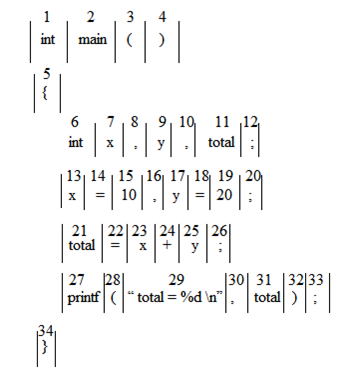 1 2 3 4
int main ( )
5
{
6 7 8 9 10 11 12
int x , y , total ;
13 14 15 16 17 18 19 20
x = 10 , y = 20 ;
21 22 23 24 25 26
total = x + y ;
27 28 29 30 31 32 33
printf ( “ total = %d \n” , total ) ;
34
}